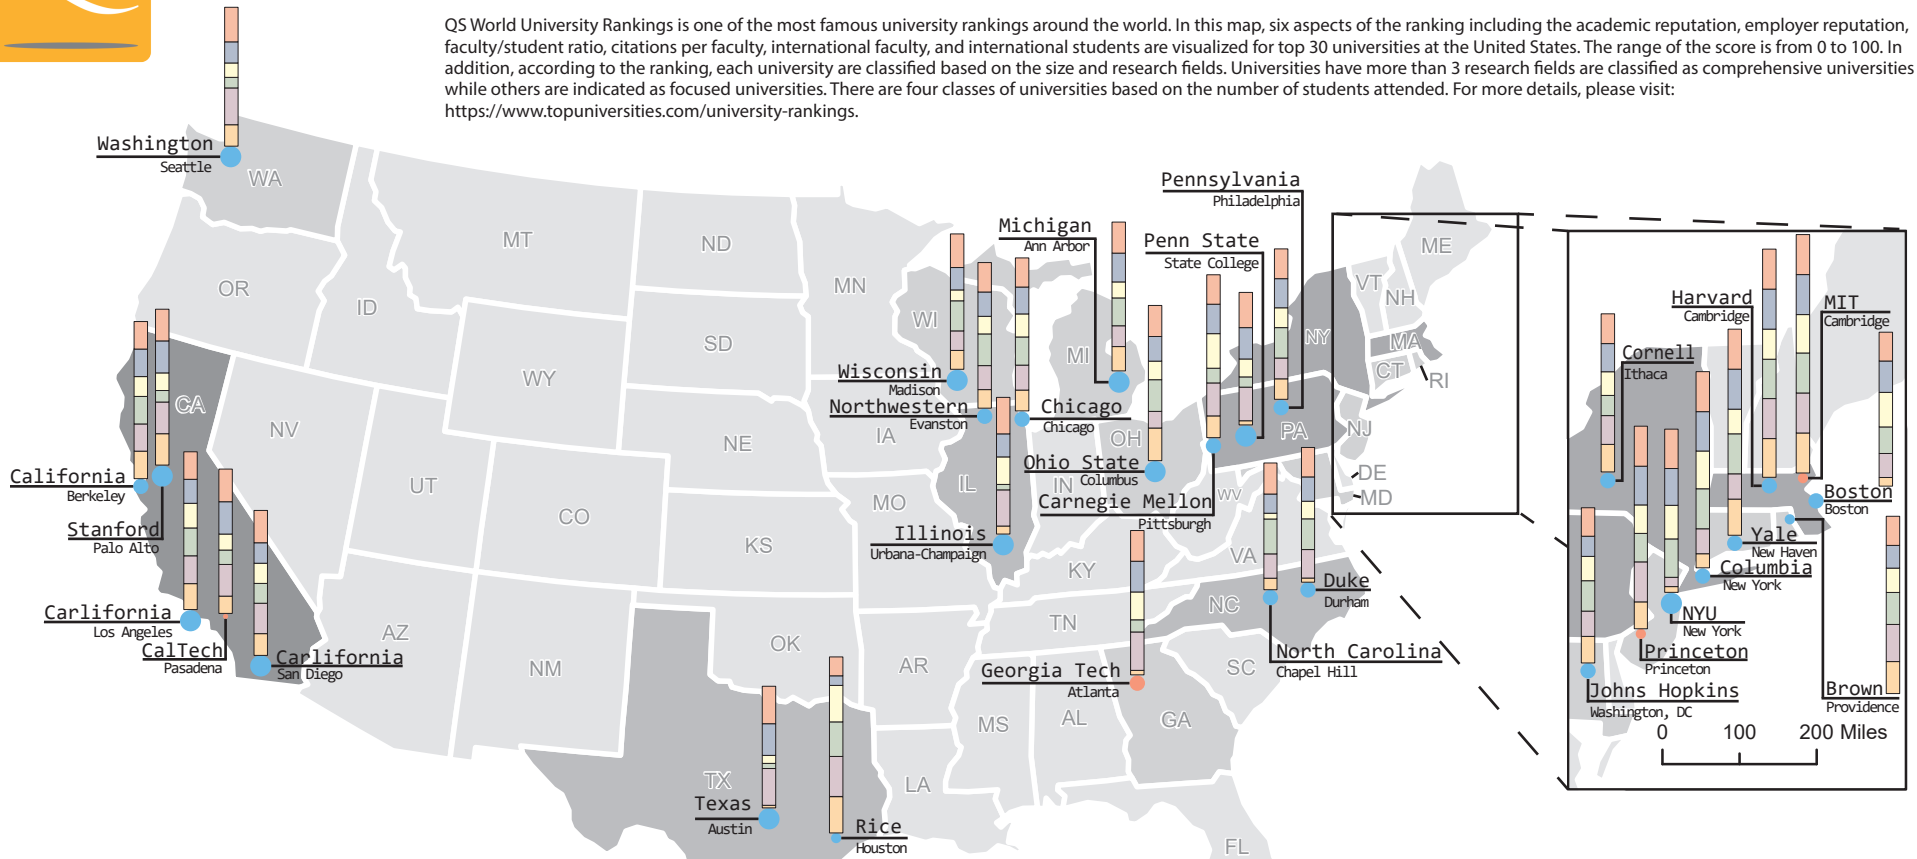 QS World University Rankings is one of the most famous university rankings around the world. In this map, six aspects of the ranking including the academic reputation, employer reputation,
faculty/student ratio, citations per faculty, international faculty, and international students are visualized for top 30 universities at the United States. The range of the score is from 0 to 100. In
addition, according to the ranking, each university are classified based on the size and research fields. Universities have more than 3 research fields are classified as comprehensive universities
while others are indicated as focused universities. There are four classes of universities based on the number of students attended. For more details, please visit:
https://www.topuniversities.com/university-rankings.
Washington
Seattle
WA
OR
ID
MT
ND
MN
SD
WY
NE
IA
NV
UT
CO
KS
MO
AZ
NM
OK
AR
TX
LA
MS
AL
GA
FL
SC
NC
TN
KY
VA
WV
IN
IL
OH
WI
MI
PA
NY
NJ
DE
MD
VT
NH
ME
MA
CT
RI
CA
California
Berkeley
Stanford
Palo Alto
Carlifornia
Los Angeles
CalTech
Pasadena
Carlifornia
San Diego
Texas
Austin
Rice
Houston
Wisconsin
Madison
Northwestern
Evanston
Chicago
Chicago
Michigan
Ann Arbor
Ohio State
Columbus
Carnegie Mellon
Pittsburgh
Illinois
Urbana-Champaign
Penn State
State College
Pennsylvania
Philadelphia
Georgia Tech
Atlanta
North Carolina
Chapel Hill
Duke
Durham
Harvard
Cambridge
MIT
Cambridge
Cornell
Ithaca
Boston
Boston
Yale
New Haven
Columbia
New York
NYU
New York
Princeton
Princeton
Johns Hopkins
Washington, DC
Brown
Providence
0 100 200 Miles